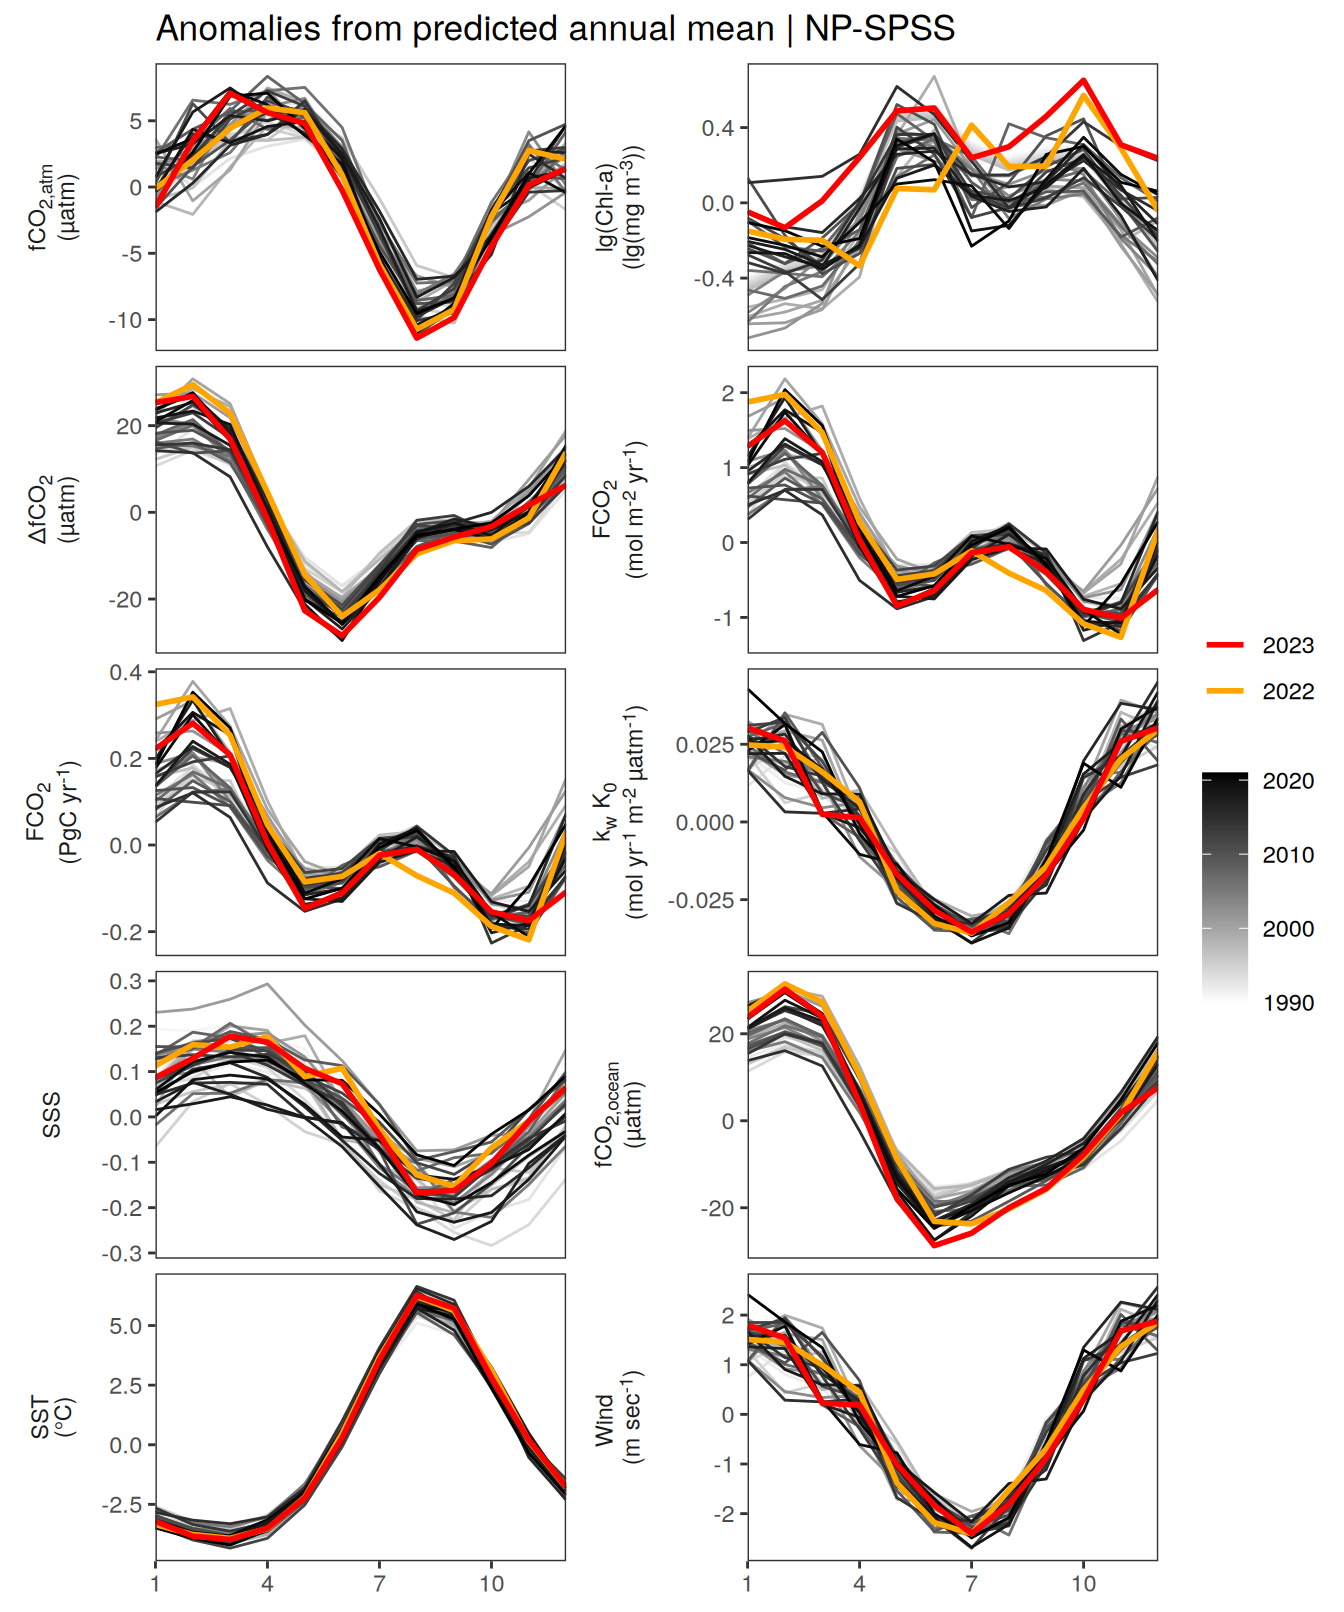 Anomalies from predicted annual mean | NP-SPSS
fCO2,atm
(µatm)
5
0
-5
-10
lg(Chl-a)
(lg(mg m-3))
0.4
0.0
-0.4
ΔfCO2
(µatm)
20
0
-20
FCO2
(mol m-2 yr-1)
2
1
0
-1
FCO2
(PgC yr-1)
0.4
0.2
0.0
-0.2
kw K0
(mol yr-1 m-2 µatm-1)
0.025
0.000
-0.025
SSS
0.3
0.2
0.1
0.0
-0.1
-0.2
-0.3
fCO2,ocean
(µatm)
20
0
-20
SST
(°C)
5.0
2.5
0.0
-2.5
1
4
7
10
Wind
(m sec-1)
2
1
0
-1
-2
1
4
7
10
2023
2022
2020
2010
2000
1990